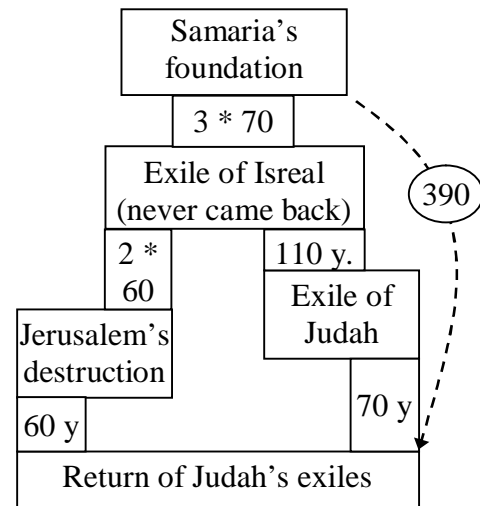 Samaria's
foundation
3 * 70
Exile of Isreal
(never came back)
390
2 *
60
110 y.
Exile of
Judah
Jerusalem's
destruction
60 y
70 y
Return of Judah's exiles